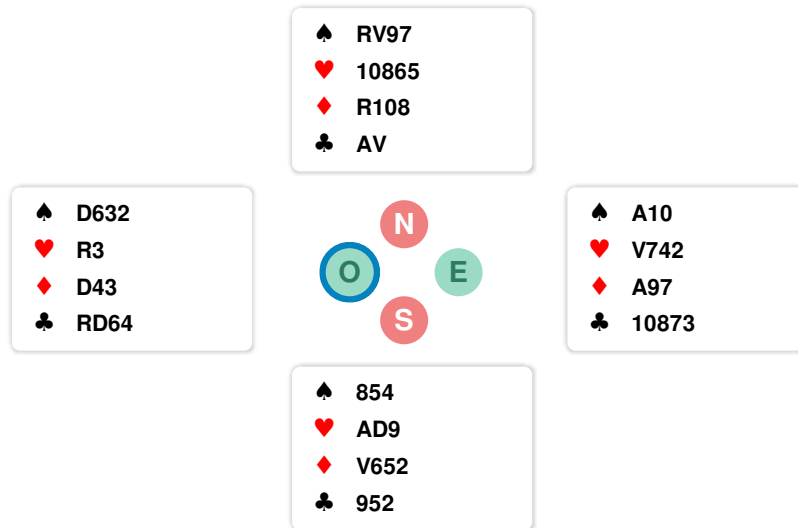 ♠ RV97
♥ 10865
♦ R108
♣ AV
♠ D632
♥ R3
♦ D43
♣ RD64
N
O E
S
♠ A10
♥ V742
♦ A97
♣ 10873
♠ 854
♥ AD9
♦ V652
♣ 952